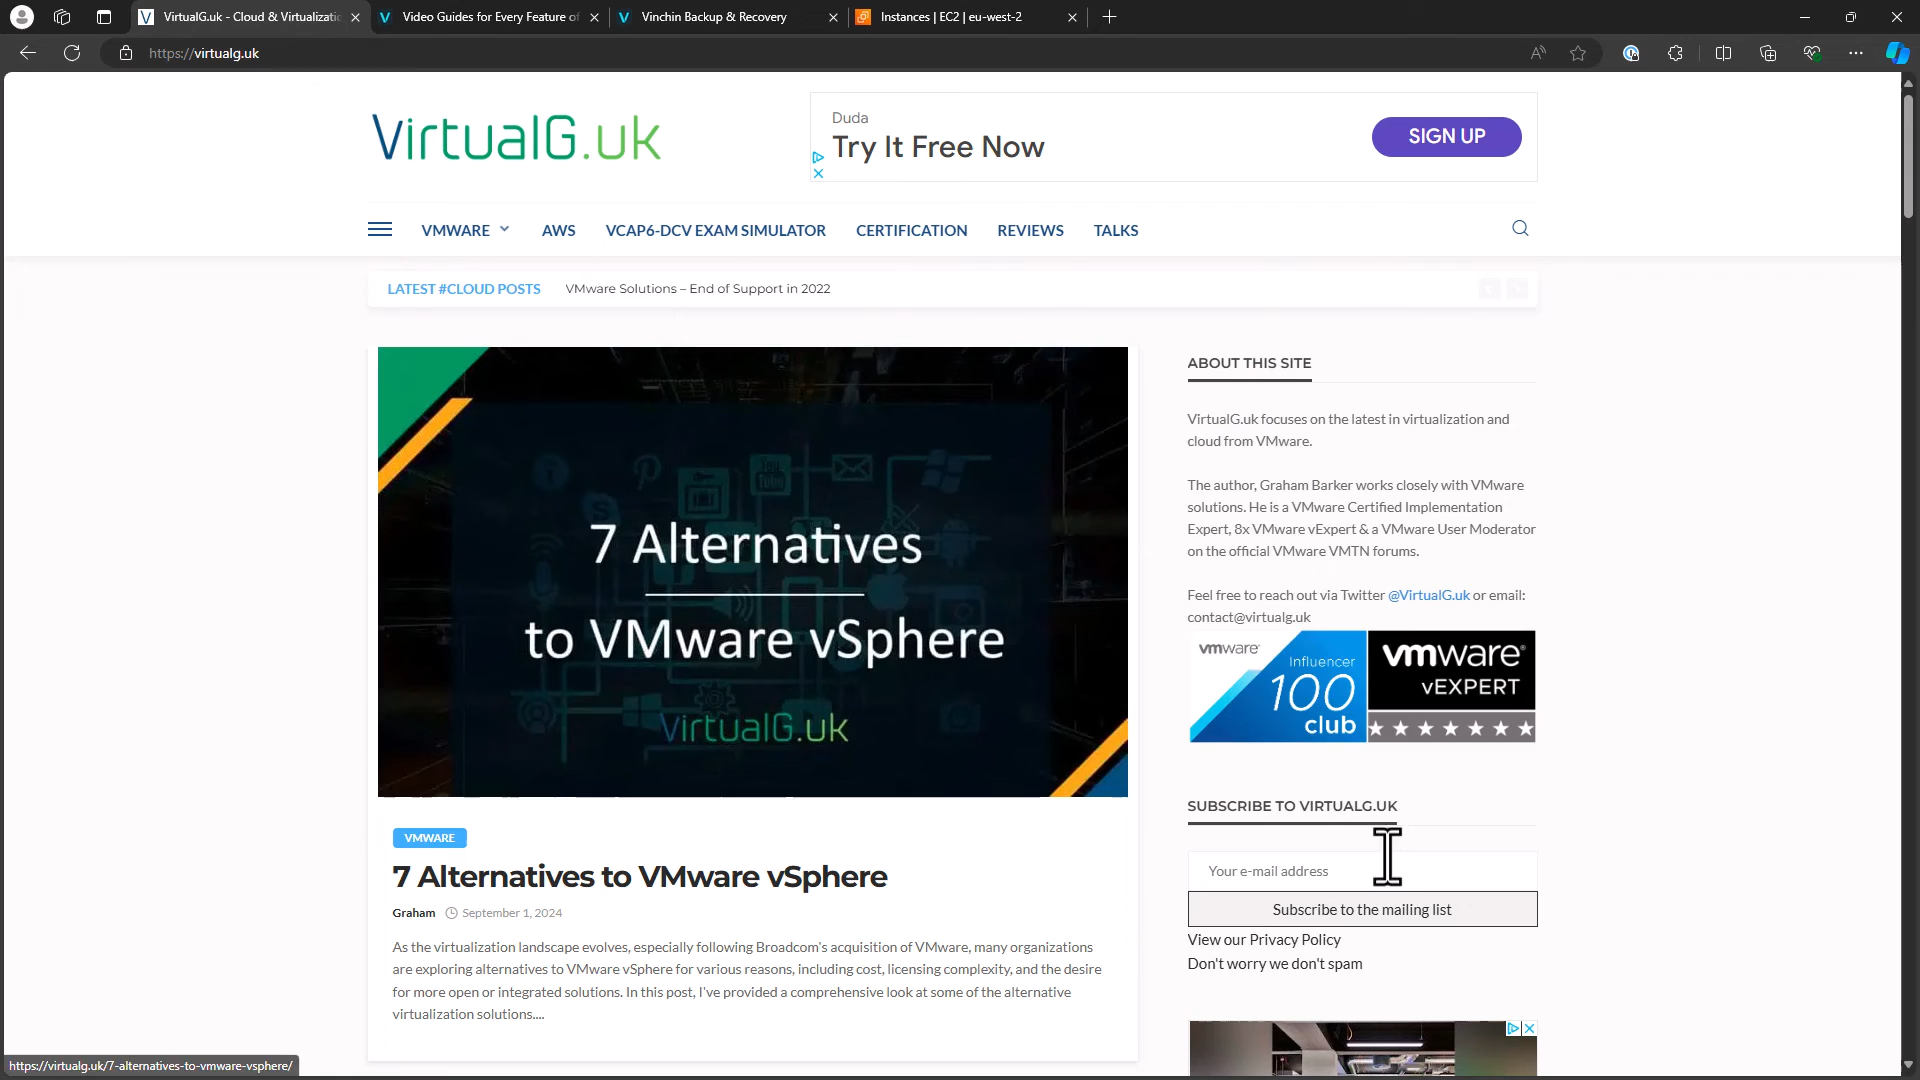 VirtualG.uk - Cloud & Virtualizatic
Video Guides for Every Feature of
Vinchin Backup & Recovery
Instances | EC2 | eu-west-2
https://virtualg.uk
VirtualG.uk
Duda
Try It Free Now
SIGN UP
VMWARE
AWS
VCAP6-DCV EXAM SIMULATOR
CERTIFICATION
REVIEWS
TALKS
LATEST #CLOUD POSTS
VMware Solutions – End of Support in 2022
7 Alternatives
to VMware vSphere
VirtualG.uk
VMWARE
7 Alternatives to VMware vSphere
Graham
September 1, 2024
As the virtualization landscape evolves, especially following Broadcom's acquisition of VMware, many organizations
are exploring alternatives to VMware vSphere for various reasons, including cost, licensing complexity, and the desire
for more open or integrated solutions. In this post, I've provided a comprehensive look at some of the alternative
virtualization solutions....
ABOUT THIS SITE
VirtualG.uk focuses on the latest in virtualization and
cloud from VMware.
The author, Graham Barker works closely with VMware
solutions. He is a VMware Certified Implementation
Expert, 8x VMware vExpert & a VMware User Moderator
on the official VMware VMTN forums.
Feel free to reach out via Twitter @VirtualG.uk or email:
contact@virtualg.uk
vmware
Influencer
100
club
vmware
vEXPERT
SUBSCRIBE TO VIRTUALG.UK
Your e-mail address
Subscribe to the mailing list
View our Privacy Policy
Don't worry we don't spam
https://virtualg.uk/7-alternatives-to-vmware-vsphere/